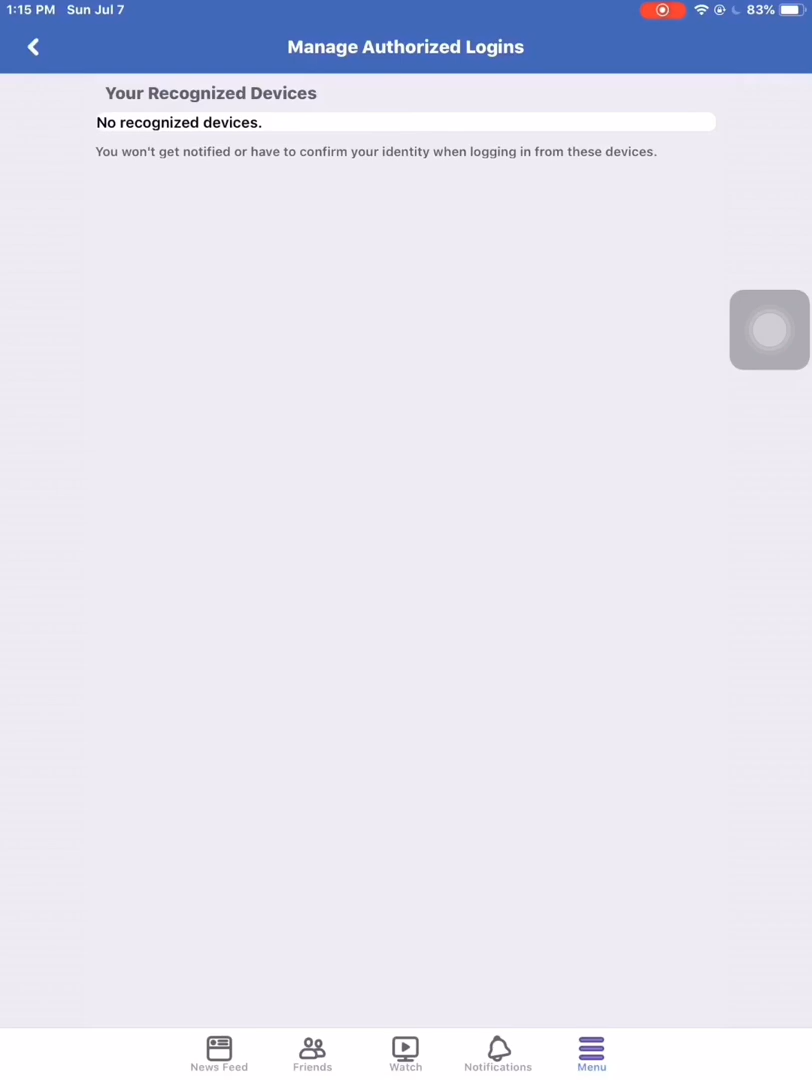 1:15 PM Sun Jul 7 83%
Manage Authorized Logins
Your Recognized Devices
No recognized devices.
You won't get notified or have to confirm your identity when logging in from these devices.
News Feed Friends Watch Notifications Menu